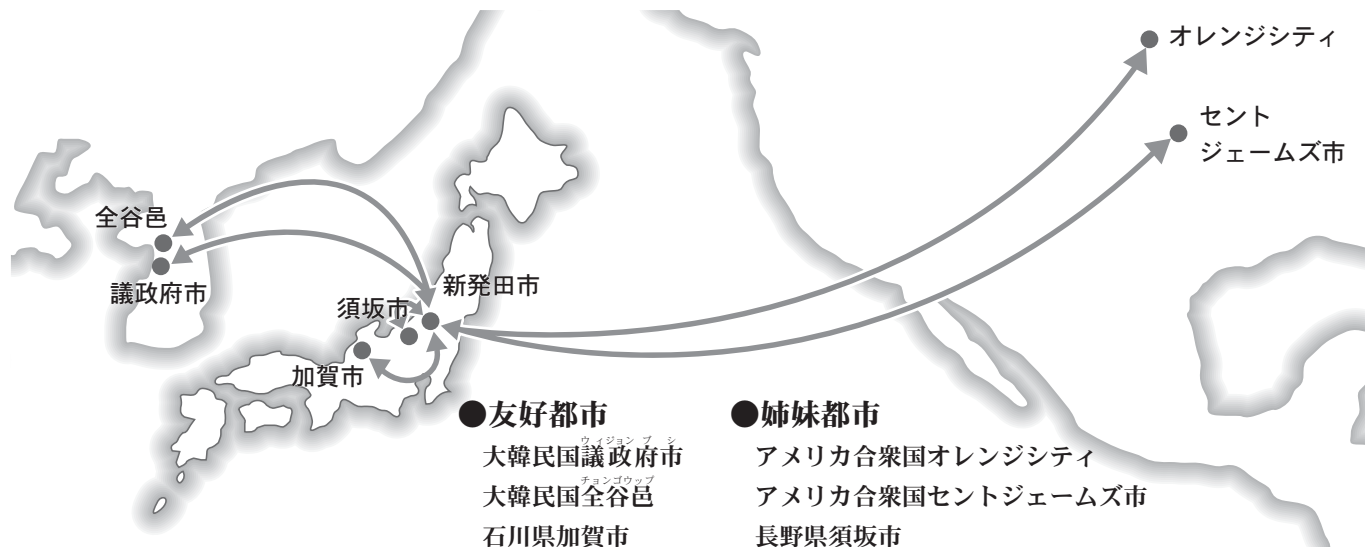 オレンジシティ
セント
ジェームズ市
全谷邑
議政府市
新発田市
須坂市
加賀市
●友好都市
ウィジョンブシ
大韓民国議政府市
チョンゴウップ
大韓民国全谷邑
石川県加賀市
●姉妹都市
アメリカ合衆国オレンジシティ
アメリカ合衆国セントジェームズ市
長野県須坂市